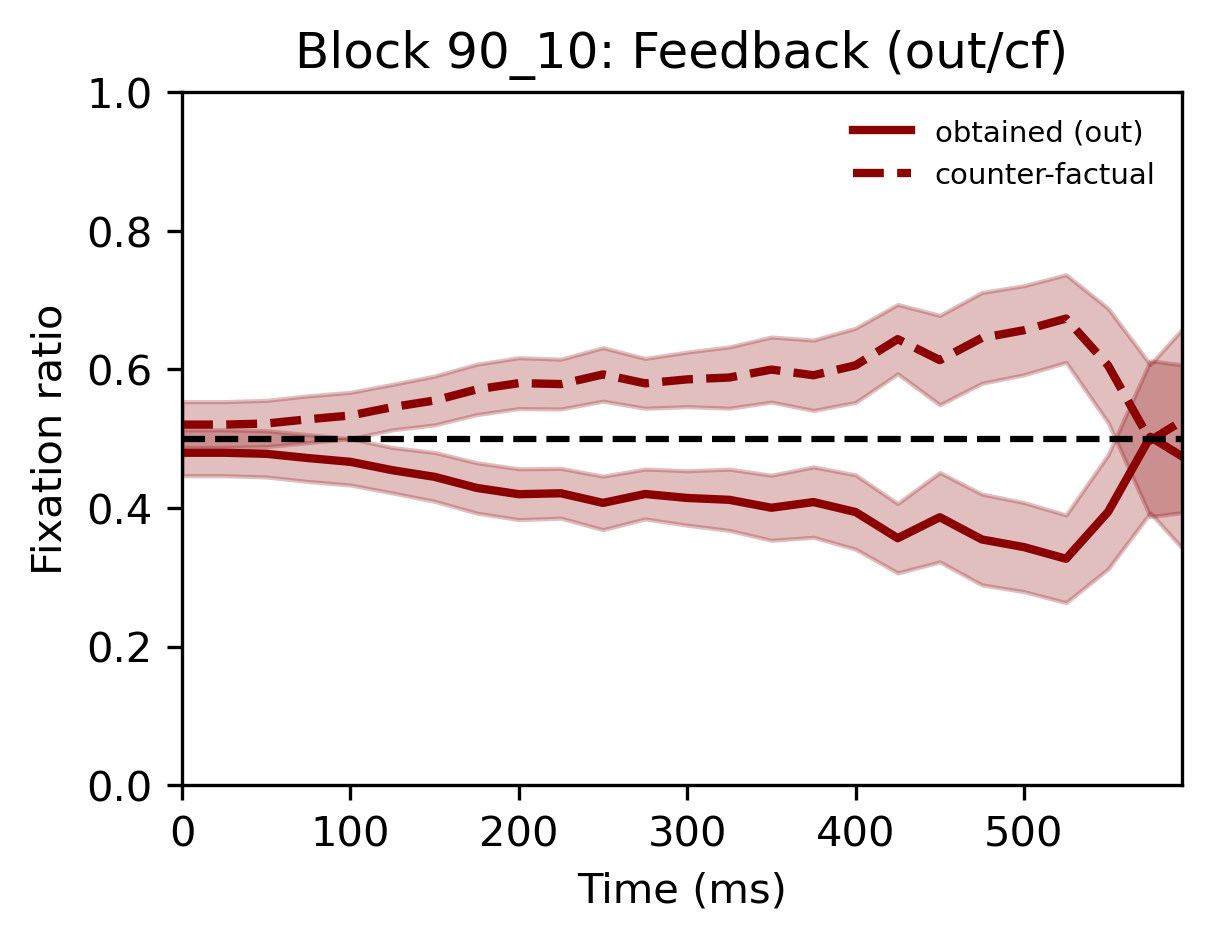 Block 90_10: Feedback (out/cf)
1.0
0.8
0.6
0.4
0.2
0.0
Fixation ratio
obtained (out)
counter-factual
0 100 200 300 400 500
Time (ms)